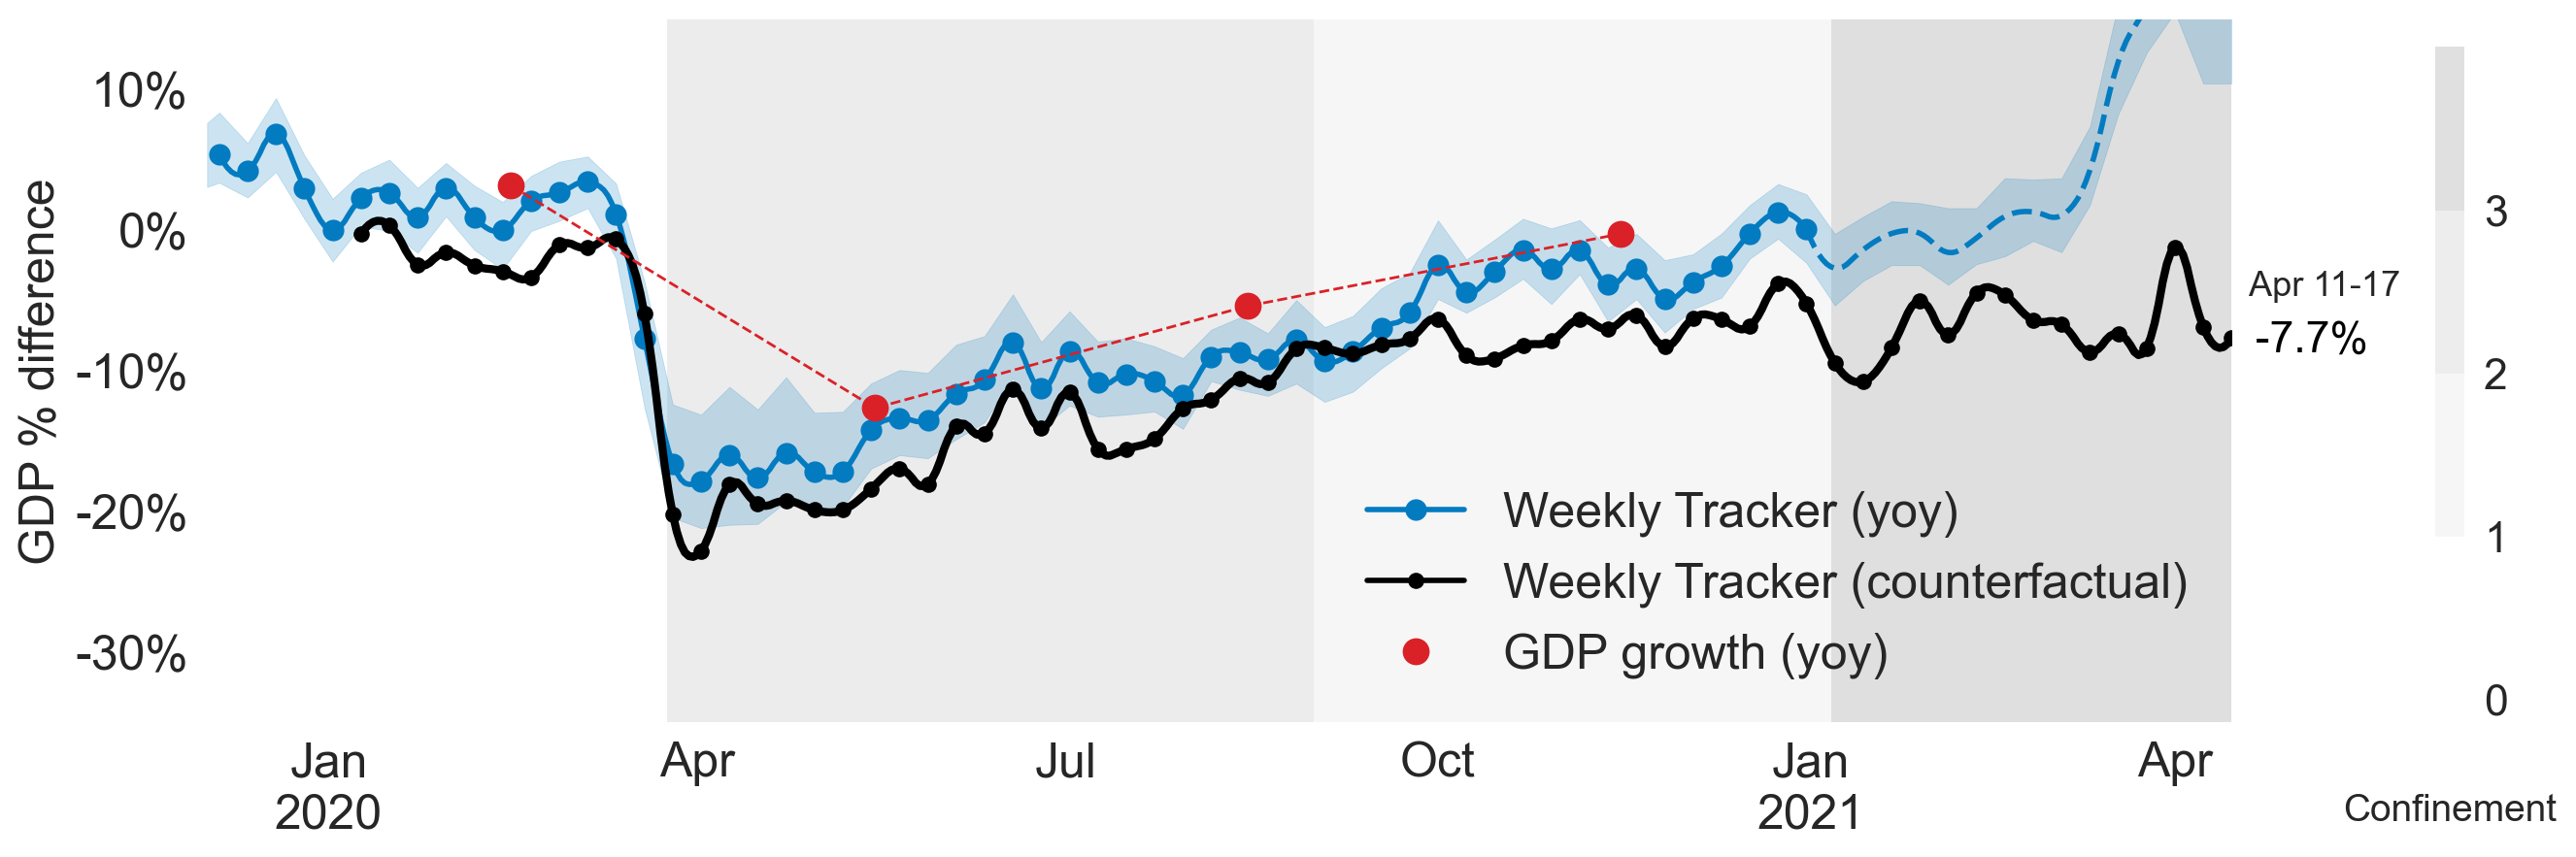 GDP % difference
10%
0%
-10%
-20%
-30%
Jan
2020
Apr
Jul
Oct
Jan
2021
Apr
Weekly Tracker (yoy)
Weekly Tracker (counterfactual)
GDP growth (yoy)
Apr 11-17
-7.7%
3
2
1
0
Confinement